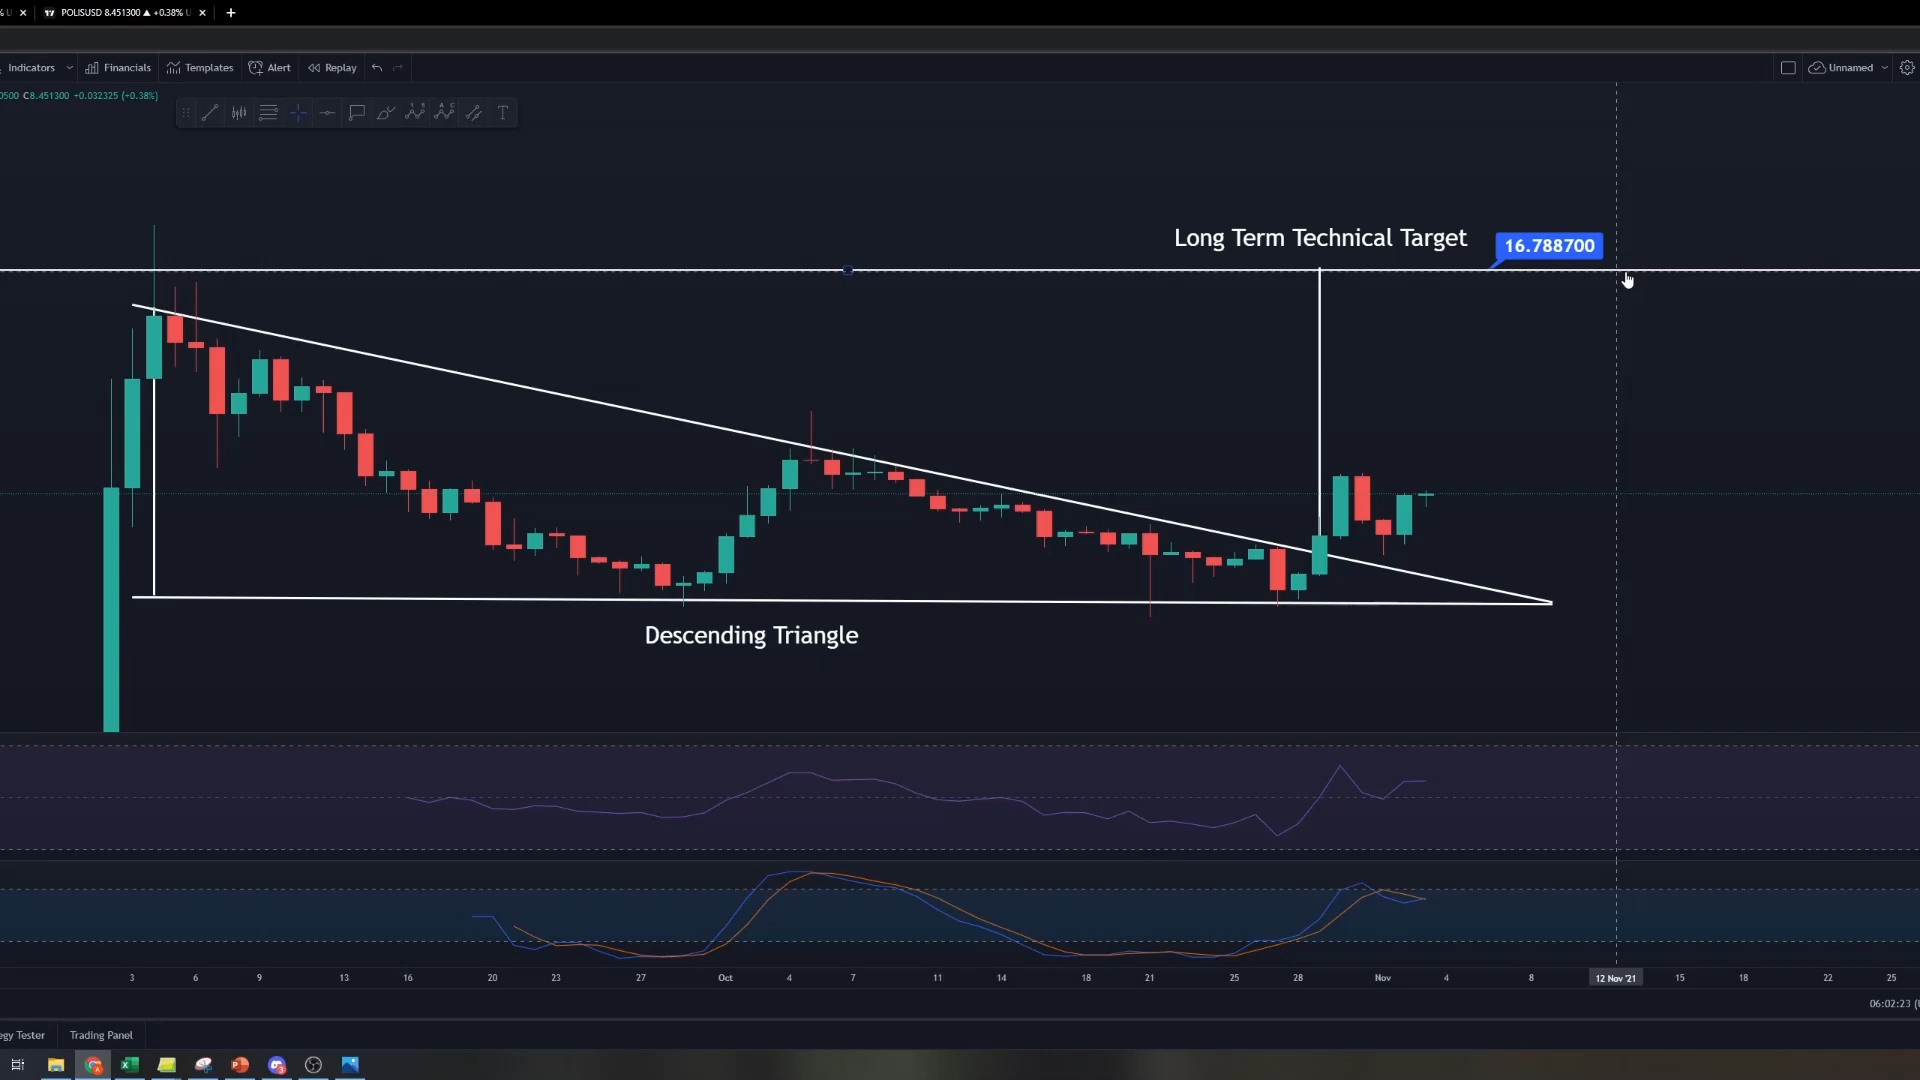 % U
POLISUSD 8.451300 ▲ +0.38% U
Indicators
Financials
Templates
Alert
Replay
Unnamed
0500 C8.451300 +0.032325 (+0.38%)
Long Term Technical Target
16.788700
Descending Triangle
3 6 9 13 16 20 23 27 Oct 4 7 11 14 18 21 25 28 Nov 4 8 12 Nov '21 15 18 22 25
06:02:23 (U
egy Tester
Trading Panel